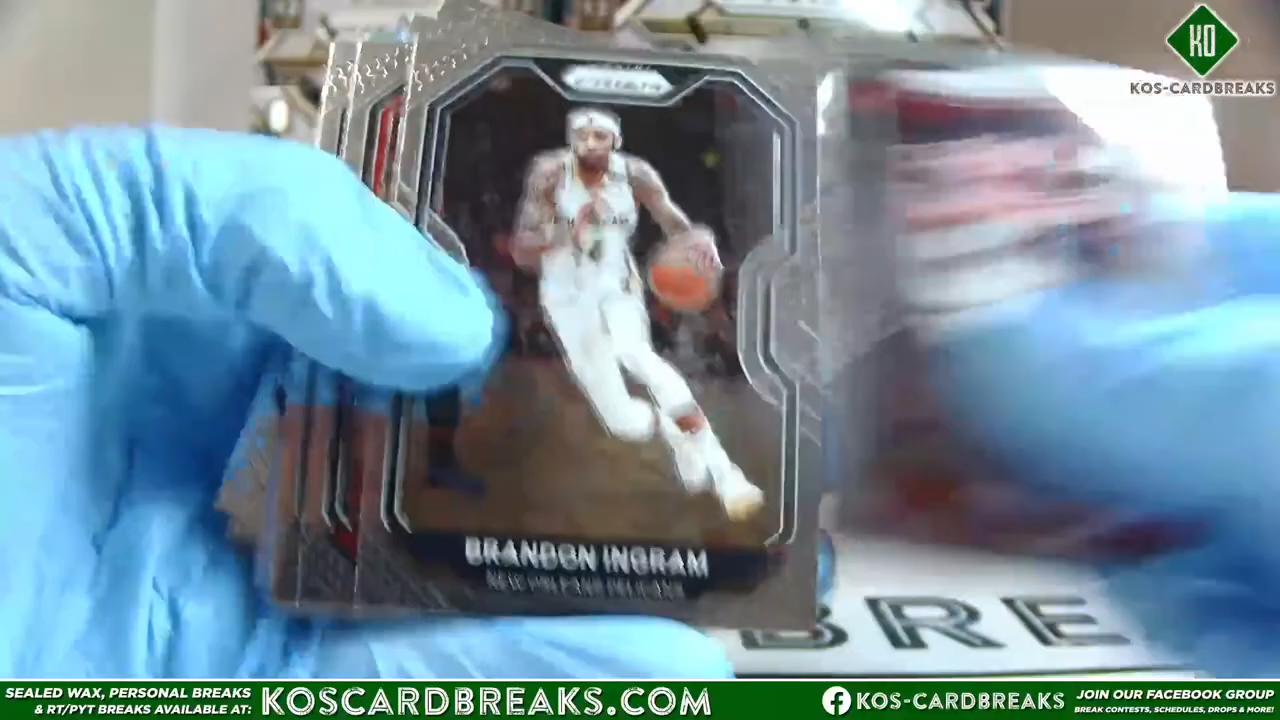 KO
KOS-CARDBREAKS
PRIZM
BRANDON INGRAM
NEW ORLEANS PELICANS
BRE
SEALED WAX, PERSONAL BREAKS
& RT/PYT BREAKS AVAILABLE AT:
KOSCARDBREAKS.COM
KOS-CARDBREAKS
JOIN OUR FACEBOOK GROUP
BREAK CONTESTS, SCHEDULES, DROPS & MORE!